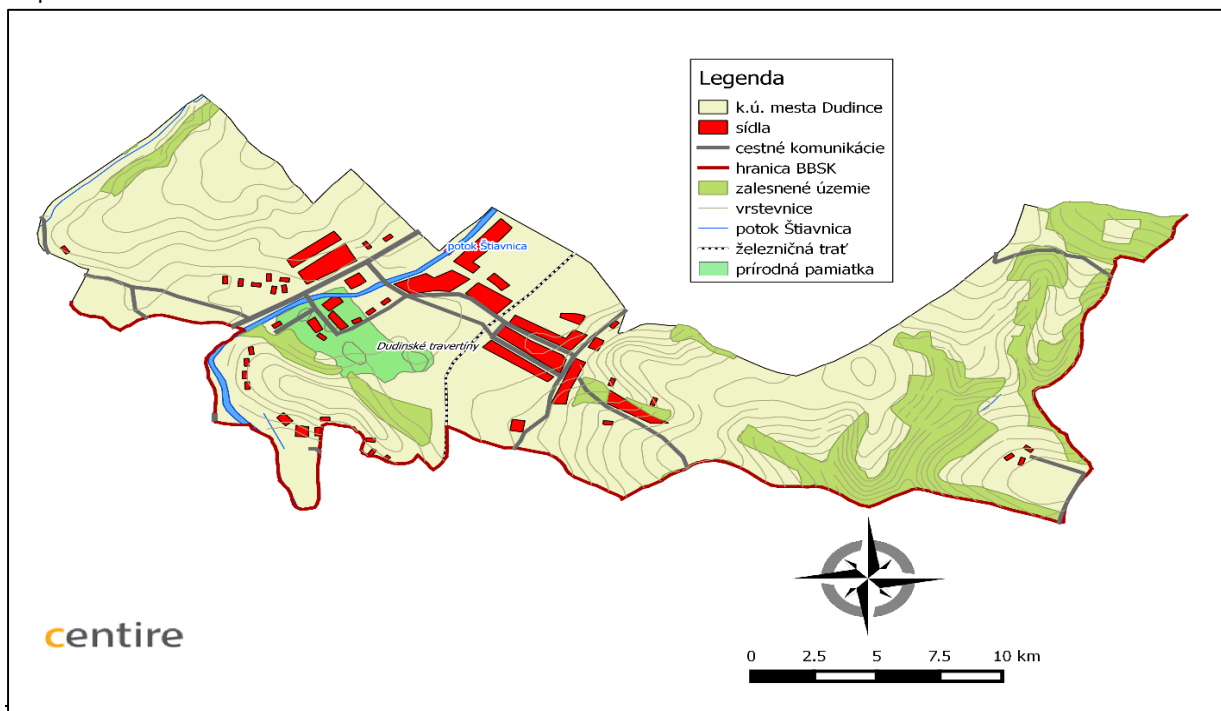 Legenda
k.ú. mesta Dudince
sídla
cestné komunikácie
hranica BBSK
zalesnené územie
vrstevnice
potok Štiavnica
železničná trať
prírodná pamiatka
potok Štiavnica
Dudinské travertíny
centire
0 2.5 5 7.5 10 km